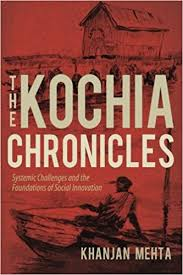 THE
KOCHIA
CHRONICLES
Systemic Challenges and the
Foundations of Social Innovation
KHANJAN MEHTA